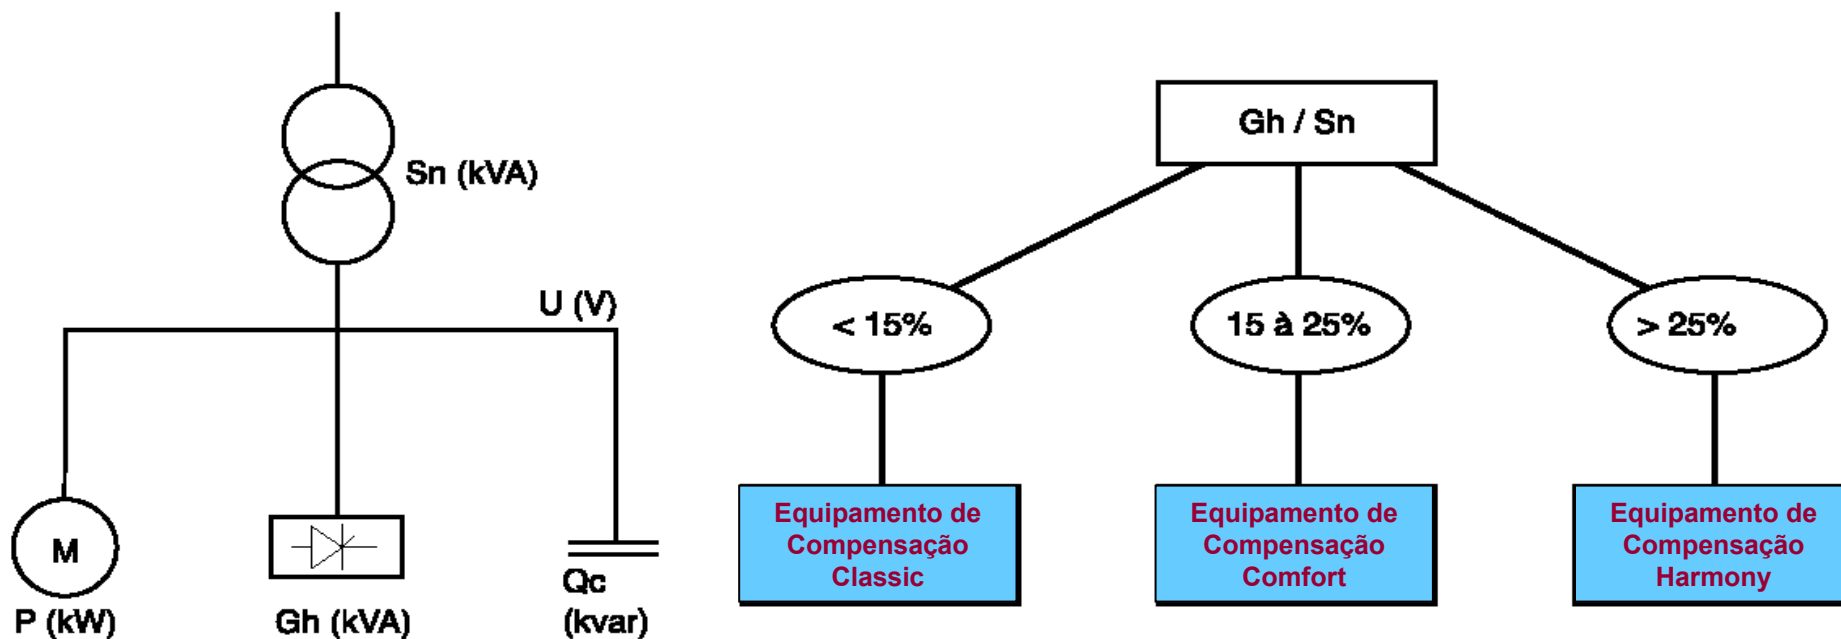 Sn (kVA)
U (V)
M
P (kW)
Gh (kVA)
Qc
(kvar)
Gh / Sn
< 15%
15 à 25%
> 25%
Equipamento de
Compensação
Classic
Equipamento de
Compensação
Comfort
Equipamento de
Compensação
Harmony